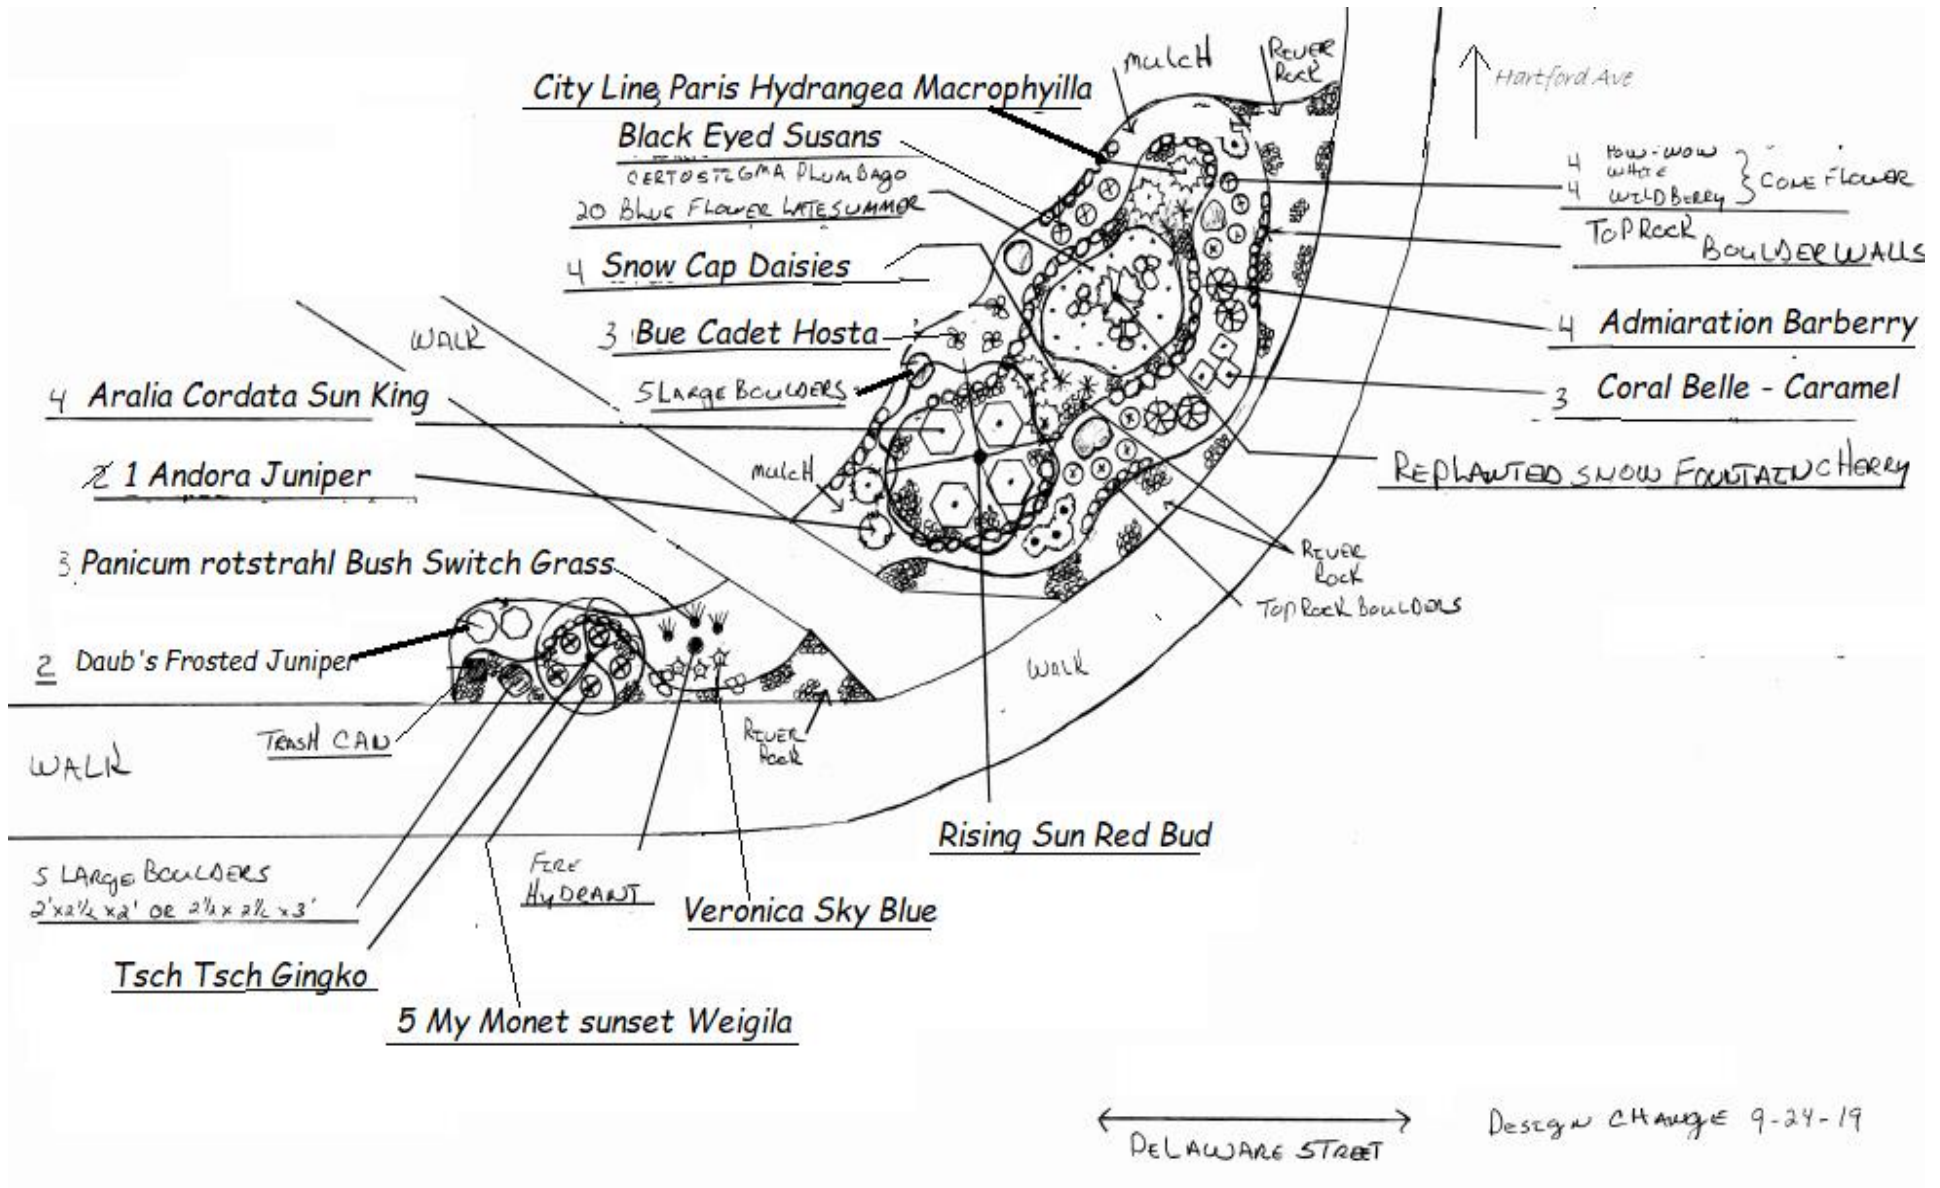 MULCH
RIVER
ROCK
Hartford Ave
City Line Paris Hydrangea Macrophyilla
Black Eyed Susans
CERTOSTIGMA PLUMBAGO
20 BLUE FLOWER LATE SUMMER
4 POW-WOW
WHITE
4 WILDBERRY
CONE FLOWER
TOP ROCK
BOULDER WALLS
4 Snow Cap Daisies
3 Bue Cadet Hosta
4 Admiaration Barberry
WALK
5 LARGE BOULDERS
4 Aralia Cordata Sun King
3 Coral Belle - Caramel
MULCH
2 1 Andora Juniper
REPLANTED SNOW FOUNTAIN CHERRY
3 Panicum rotstrahl Bush Switch Grass
RIVER
ROCK
TOP ROCK BOULDERS
2 Daub's Frosted Juniper
WALK
TRASH CAN
RIVER
ROCK
WALK
Rising Sun Red Bud
5 LARGE BOULDERS
2'x2½x2' OR 2½x2½x3'
FIRE
HYDRANT
Veronica Sky Blue
Tsch Tsch Gingko
5 My Monet sunset Weigila
DELAWARE STREET
DESIGN CHANGE 9-24-19